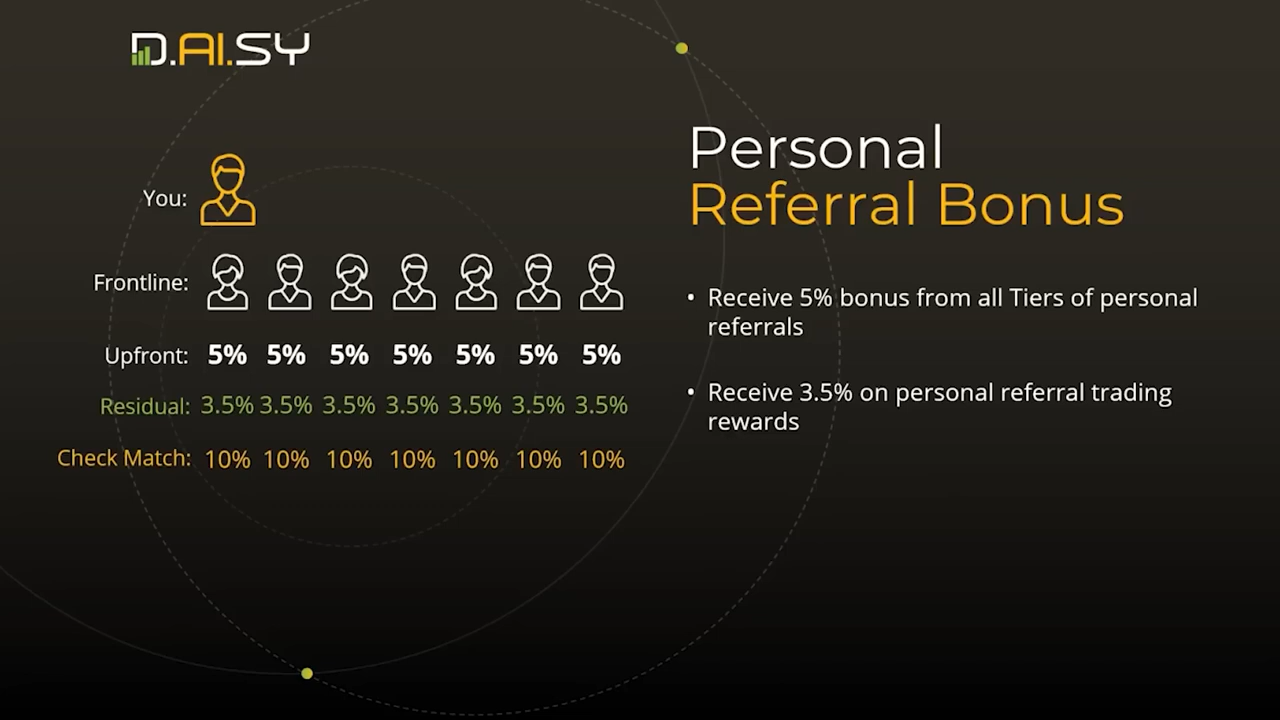 D.AI.SY
You:
Frontline:
Upfront: 5% 5% 5% 5% 5% 5% 5%
Residual: 3.5% 3.5% 3.5% 3.5% 3.5% 3.5% 3.5%
Check Match: 10% 10% 10% 10% 10% 10% 10%
Personal
Referral Bonus
• Receive 5% bonus from all Tiers of personal
referrals
• Receive 3.5% on personal referral trading
rewards